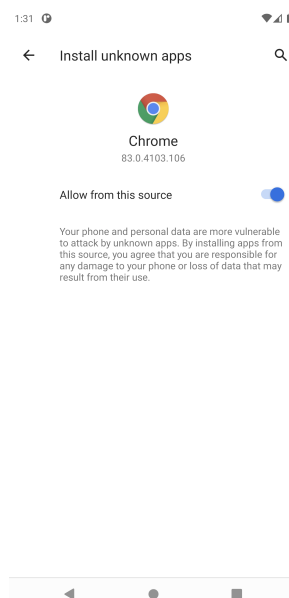 1:31
Install unknown apps
Chrome
83.0.4103.106
Allow from this source
Your phone and personal data are more vulnerable
to attack by unknown apps. By installing apps from
this source, you agree that you are responsible for
any damage to your phone or loss of data that may
result from their use.